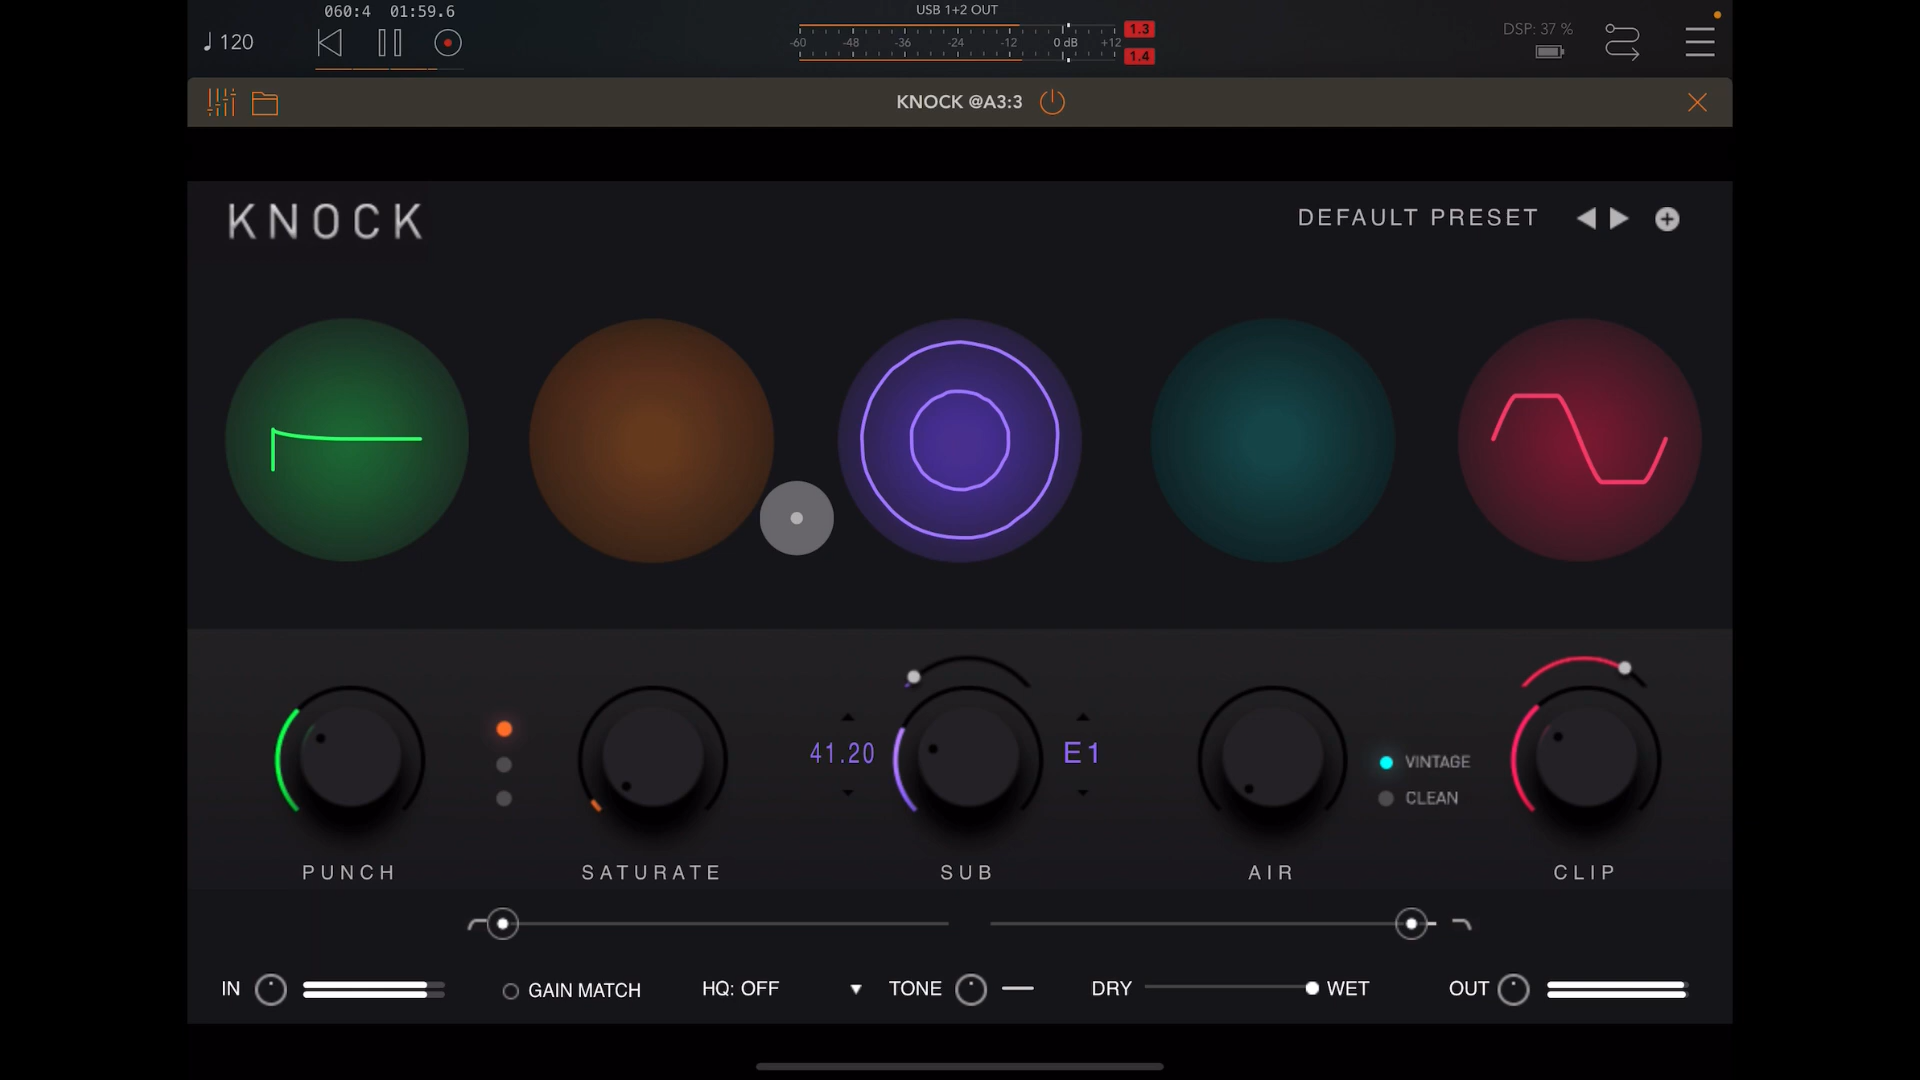 060:4 01:59.6
USB 1+2 OUT
♩ 120
-60 -48 -36 -24 -12 0 dB +12
1.3
1.4
DSP: 37 %
KNOCK @A3:3
KNOCK
DEFAULT PRESET
41.20
E1
VINTAGE
CLEAN
PUNCH
SATURATE
SUB
AIR
CLIP
IN
GAIN MATCH
HQ: OFF
TONE
DRY
WET
OUT